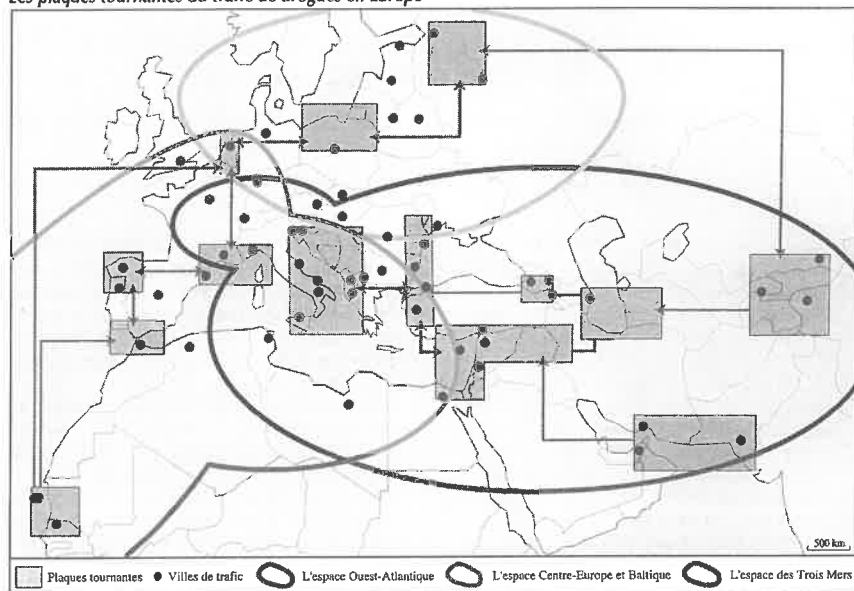 Les plaques tournantes du trafic de drogues en Europe
500 km
Plaques tournantes
Villes de trafic
L'espace Ouest-Atlantique
L'espace Centre-Europe et Baltique
L'espace des Trois Mers